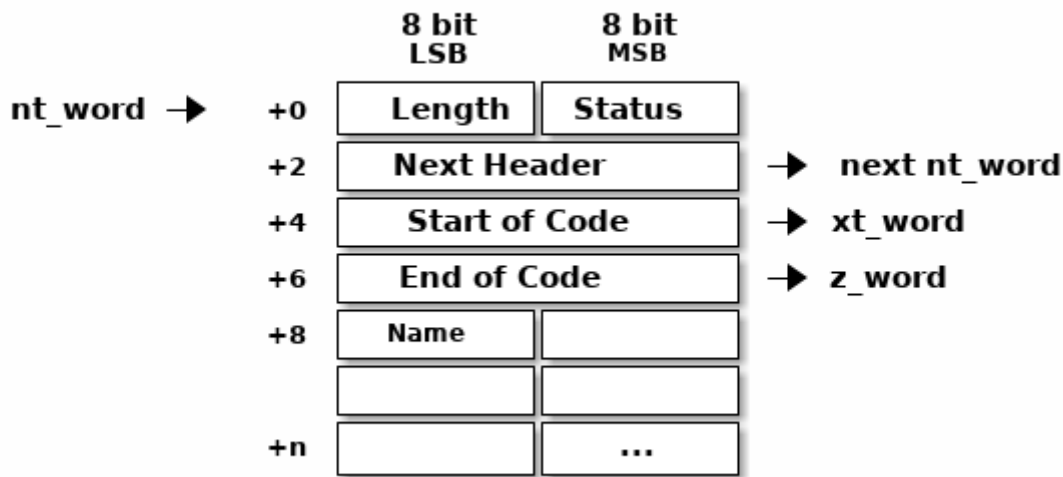 8 bit 8 bit
LSB MSB
nt_word +0 Length Status
+2 Next Header next nt_word
+4 Start of Code xt_word
+6 End of Code z_word
+8 Name
+n ...